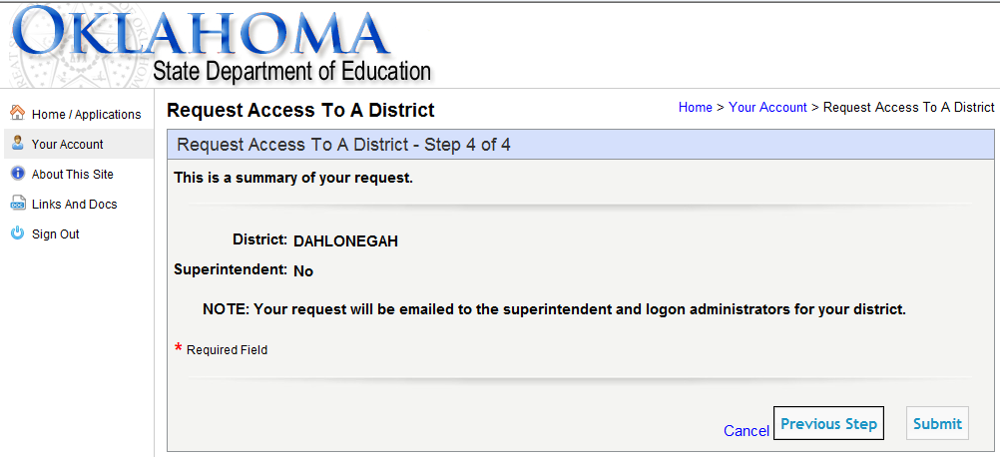 OKLAHOMA
State Department of Education
Home / Applications
Your Account
About This Site
Links And Docs
Sign Out
Request Access To A District
Home > Your Account > Request Access To A District
Request Access To A District - Step 4 of 4
This is a summary of your request.
District: DAHLONEGAH
Superintendent: No
NOTE: Your request will be emailed to the superintendent and logon administrators for your district.
* Required Field
Cancel Previous Step Submit